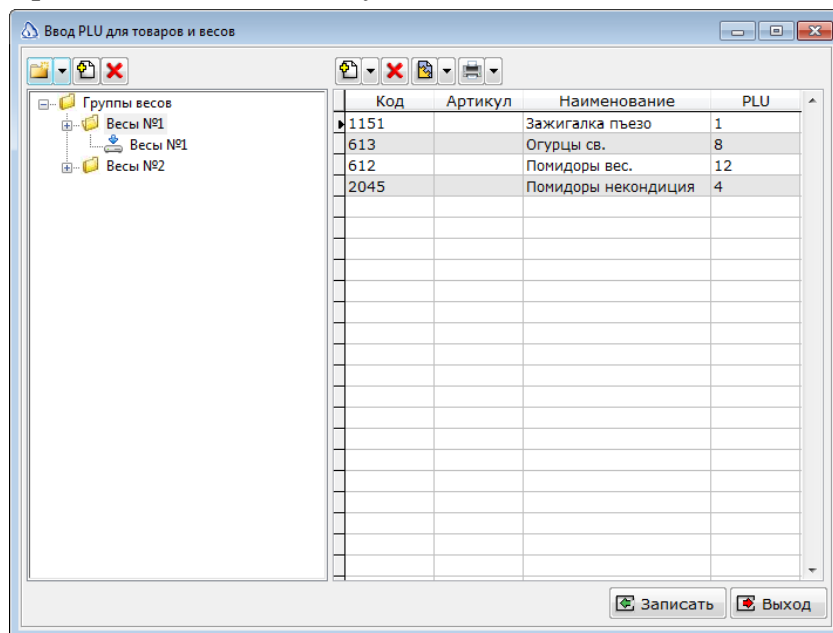 Ввод PLU для товаров и весов
Группы весов
Весы №1
Весы №1
Весы №2
Код Артикул Наименование PLU
1151 Зажигалка пъезо 1
613 Огурцы св. 8
612 Помидоры вес. 12
2045 Помидоры некондиция 4
Записать Выход